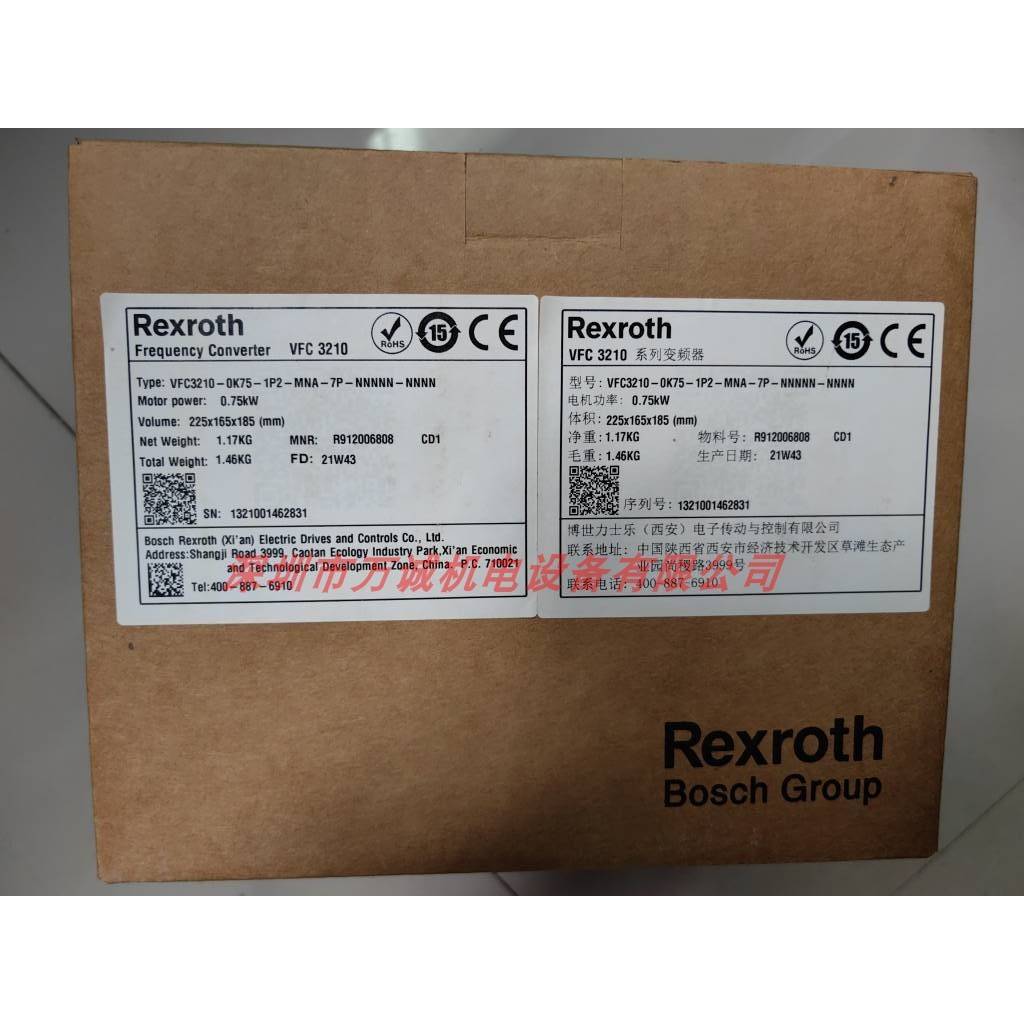 Rexroth
Frequency Converter VFC 3210
RoHS
15
CE
Type: VFC3210-0K75-1P2-MNA-7P-NNNNN-NNNN
Motor power: 0.75kW
Volume: 225x165x185 (mm)
Net Weight: 1.17KG MNR: R912006808 CD1
Total Weight: 1.46KG FD: 21W43
SN: 1321001462831
Bosch Rexroth (Xi'an) Electric Drives and Controls Co., Ltd.
Address:Shangji Road 3999, Caotan Ecology Industry Park,Xi'an Economic
and Technological Development Zone, China. P.C. 710021
Tel:400-887-6910
Rexroth
VFC 3210 系列变频器
RoHS
15
CE
型号: VFC3210-0K75-1P2-MNA-7P-NNNNN-NNNN
电机功率: 0.75kW
体积: 225x165x185 (mm)
净重: 1.17KG 物料号: R912006808 CD1
毛重: 1.46KG 生产日期: 21W43
序列号: 1321001462831
博世力士乐（西安）电子传动与控制有限公司
联系地址: 中国陕西省西安市经济技术开发区草滩生态产
业园尚稷路3999号
联系电话: 400-887-6910
深圳市万诚机电设备有限公司
Rexroth
Bosch Group